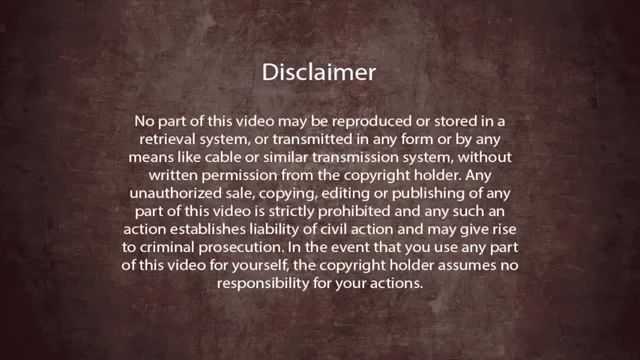 Disclaimer
No part of this video may be reproduced or stored in a
retrieval system, or transmitted in any form or by any
means like cable or similar transmission system, without
written permission from the copyright holder. Any
unauthorized sale, copying, editing or publishing of any
part of this video is strictly prohibited and any such an
action establishes liability of civil action and may give rise
to criminal prosecution. In the event that you use any part
of this video for yourself, the copyright holder assumes no
responsibility for your actions.